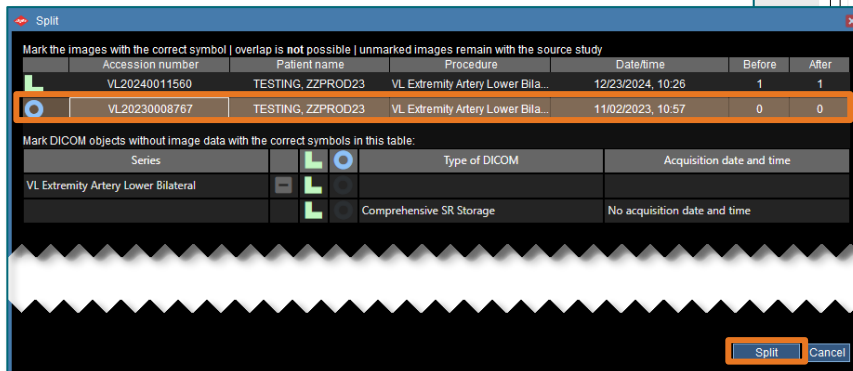 Split
Mark the images with the correct symbol | overlap is not possible | unmarked images remain with the source study
Accession number Patient name Procedure Date/time Before After
VL20240011560 TESTING, ZZPROD23 VL Extremity Artery Lower Bila... 12/23/2024, 10:26 1 1
VL20230008767 TESTING, ZZPROD23 VL Extremity Artery Lower Bila... 11/02/2023, 10:57 0 0
Mark DICOM objects without image data with the correct symbols in this table:
Series Type of DICOM Acquisition date and time
VL Extremity Artery Lower Bilateral
Comprehensive SR Storage No acquisition date and time
Split Cancel